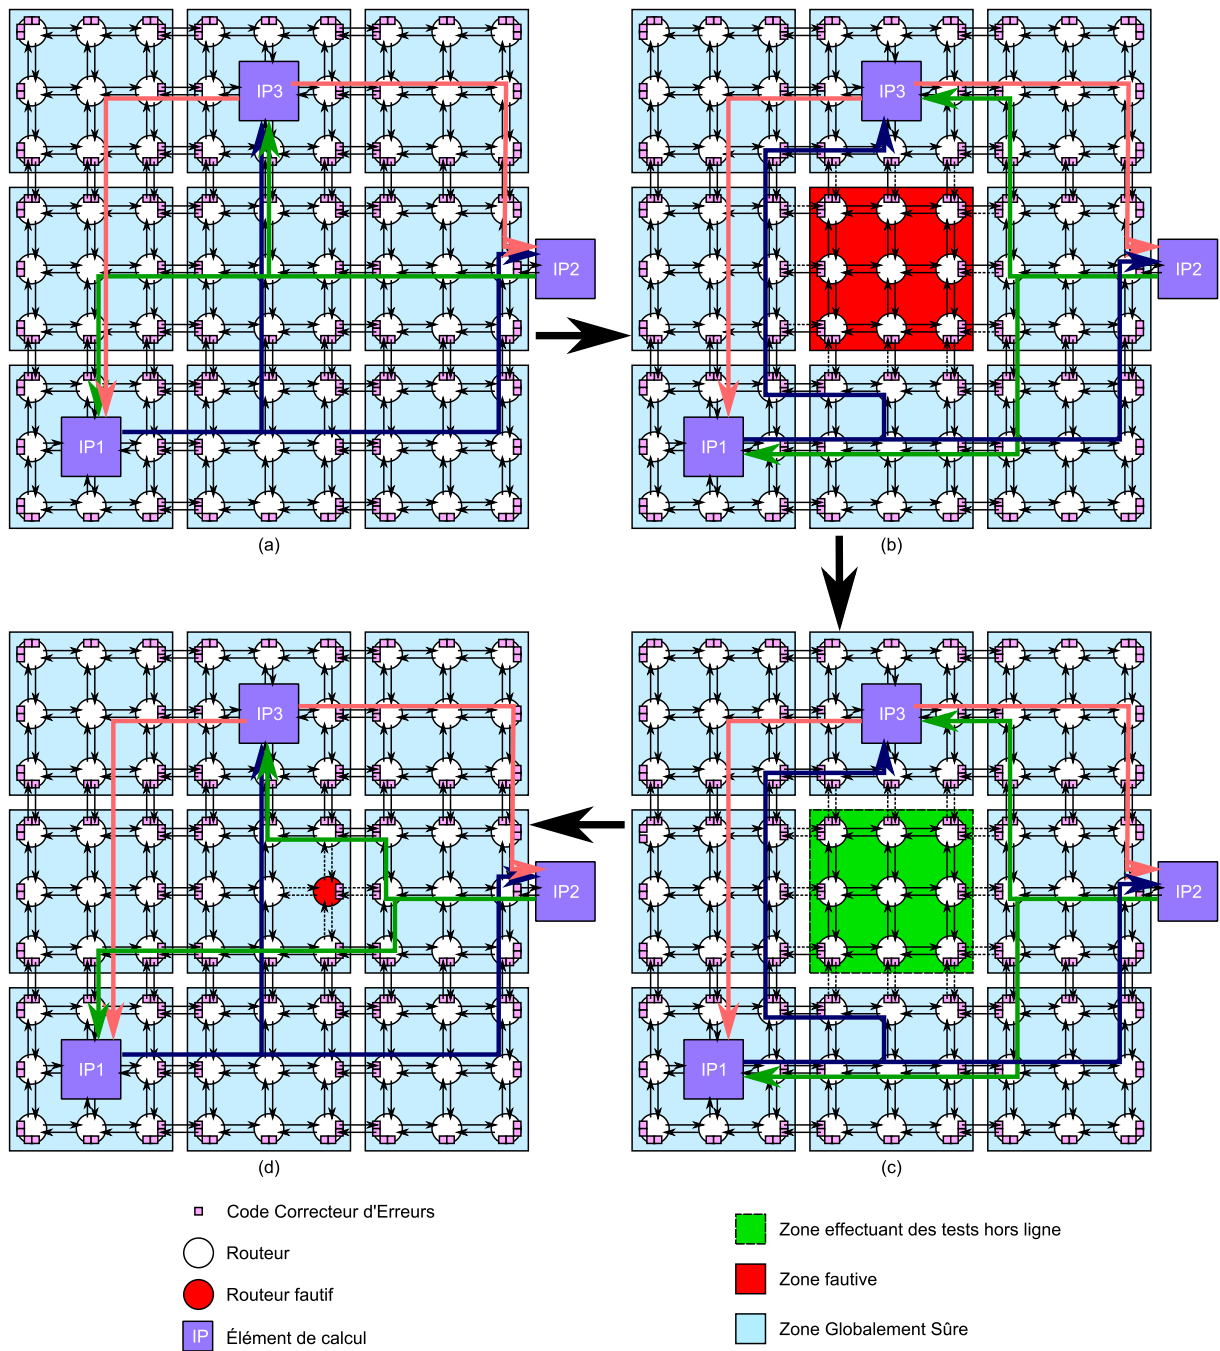 IP3
IP2
IP1
(a)
IP3
IP2
IP1
(b)
IP3
IP2
IP1
(d)
IP3
IP2
IP1
(c)
Code Correcteur d'Erreurs
Routeur
Routeur fautif
IP Élément de calcul
Zone effectuant des tests hors ligne
Zone fautive
Zone Globalement Sûre